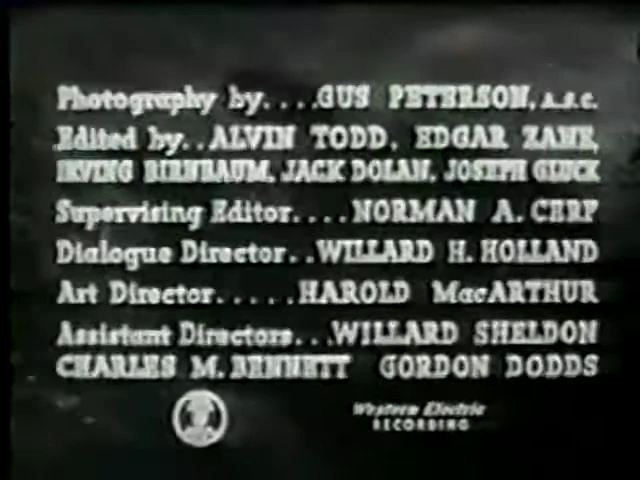 Photography by....GUS PETERSON, A.S.C.
Edited by..ALVIN TODD, EDGAR ZANE,
IRVING BIRNBAUM, JACK DOLAN, JOSEPH GLUCK
Supervising Editor....NORMAN A. CERF
Dialogue Director..WILLARD H. HOLLAND
Art Director.....HAROLD MacARTHUR
Assistant Directors...WILLARD SHELDON
CHARLES M. BENNETT GORDON DODDS
Western Electric
RECORDING